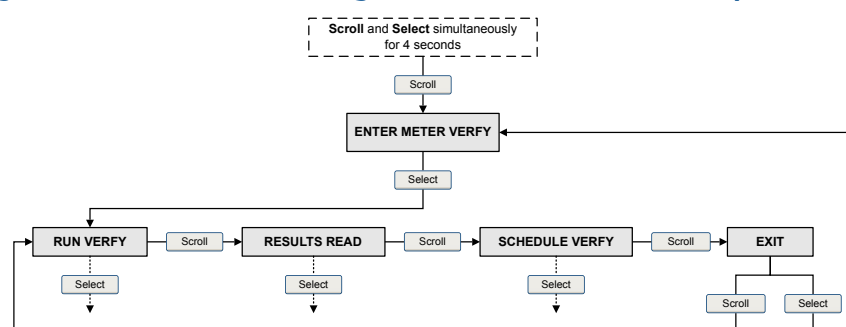 Scroll and Select simultaneously
for 4 seconds
Scroll
ENTER METER VERFY
Select
RUN VERFY
Scroll
RESULTS READ
Scroll
SCHEDULE VERFY
Scroll
EXIT
Select
Select
Select
Scroll
Select